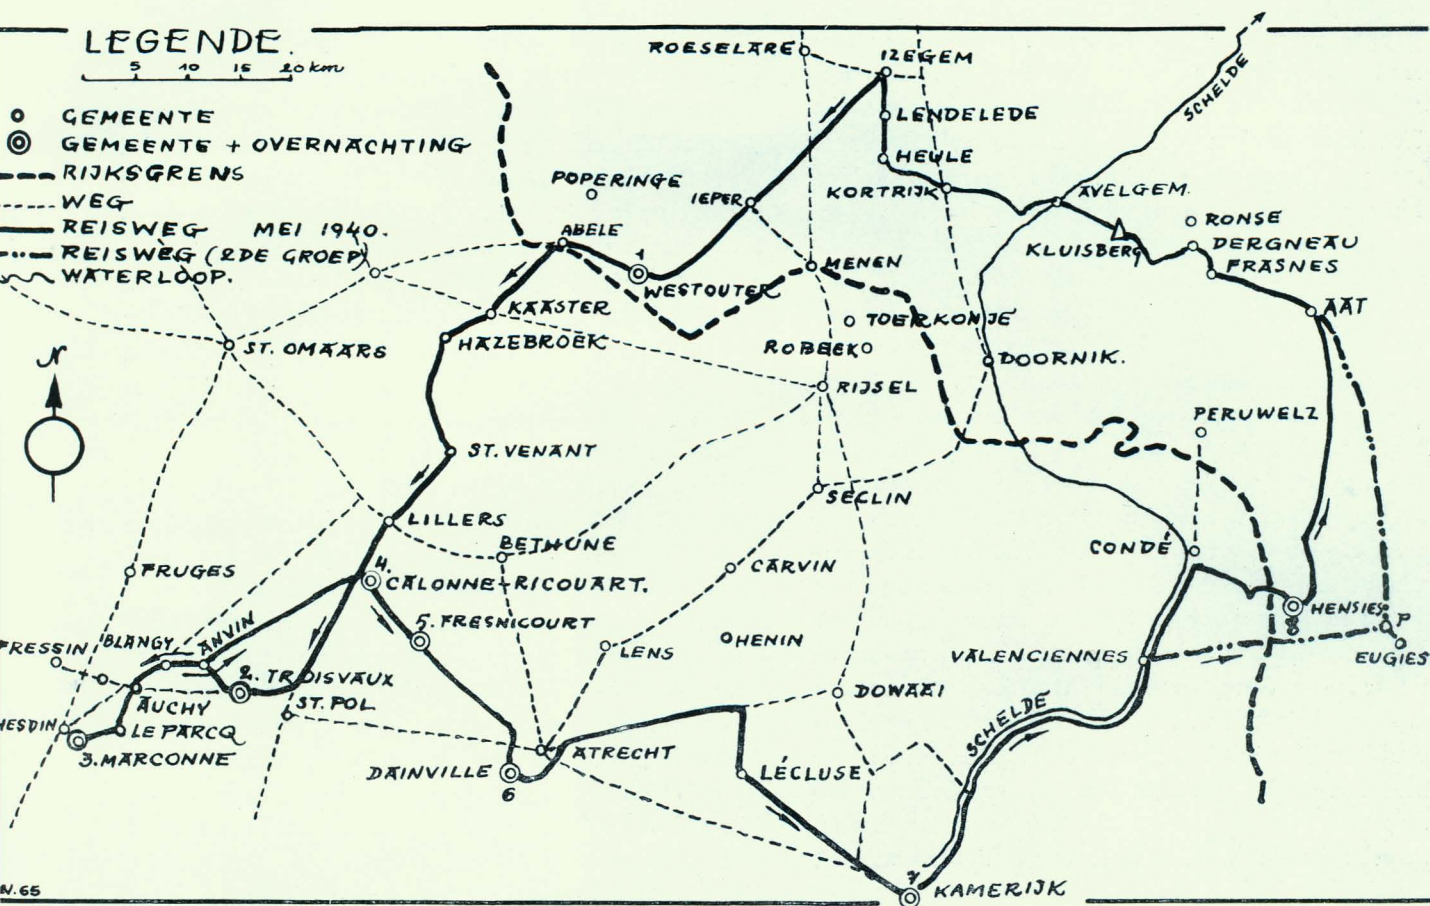 LEGENDE.
5 10 15 20 km
GEMEENTE
GEMEENTE + OVERNACHTING
RIJKSGRENS
WEG
REISWEG MEI 1940.
REISWEG (2DE GROEP)
WATERLOOP.
N
ROESELARE
IZEGEM
LENDELEDE
HEULE
SCHELDE
POPERINGE
IEPER
KORTRIJK
AVELGEM.
RONSE
KLUISBERG
DERGNEAU
FRASNES
ABELE
1
WESTOUTER
MENEN
KAASTER
TOERKONJE
AAT
ST. OMAARS
HAZEBROEK
ROBEEK
DOORNIK.
RIJSEL
PERUWELZ
ST. VENANT
SECLIN
LILLERS
BETHUNE
CONDÉ
FRUGES
4.
CALONNE-RICOUART.
CARVIN
HENSIES
8
5. FRESNICOURT
P
FRESSIN
BLANGY
ANVIN
LENS
HENIN
VALENCIENNES
EUGIES
2. TROISVAUX
AUCHY
ST. POL
DOWAAI
HESDIN
LE PARCQ
3. MARCONNE
SCHELDE
ATRECHT
DAINVILLE
6
LÉCLUSE
7
KAMERIJK
N. 65